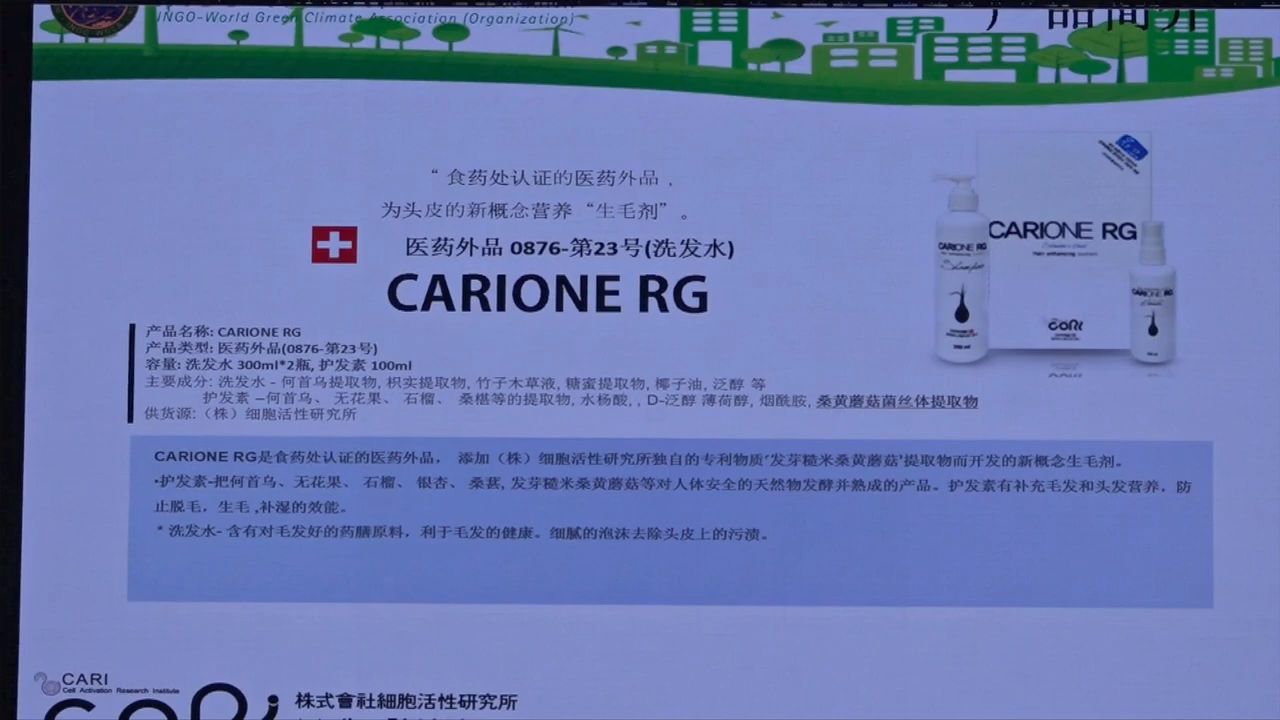 INGO-World Green Climate Association (Organization)
产品简介
“ 食药处认证的医药外品 ,
为头皮的新概念营养 “生毛剂” 。
医药外品 0876-第23号(洗发水)
CARIONE RG
产品名称: CARIONE RG
产品类型: 医药外品(0876-第23号)
容量: 洗发水 300ml*2瓶, 护发素 100ml
主要成分: 洗发水 - 何首乌提取物, 枳实提取物, 竹子木草液, 糖蜜提取物, 椰子油, 泛醇 等
护发素 –何首乌、 无花果、 石榴、 桑椹等的提取物, 水杨酸, , D-泛醇 薄荷醇, 烟酰胺, 桑黄蘑菇菌丝体提取物
供货源:（株）细胞活性研究所
CARIONE RG是食药处认证的医药外品， 添加（株）细胞活性研究所独自的专利物质‘发芽糙米桑黄蘑菇’提取物而开发的新概念生毛剂。
•护发素-把何首乌、无花果、 石榴、 银杏、 桑葚, 发芽糙米桑黄蘑菇等对人体安全的天然物发酵并熟成的产品。护发素有补充毛发和头发营养，防
止脱毛，生毛 ,补湿的效能。
* 洗发水- 含有对毛发好的药膳原料，利于毛发的健康。细腻的泡沫去除头皮上的污渍。
CARIONE RG
Hair enhancing system
CARIONE RG
Shampoo
CARIONE RG
CARI
CARI
Cell Activation Research Institute
株式會社細胞活性研究所